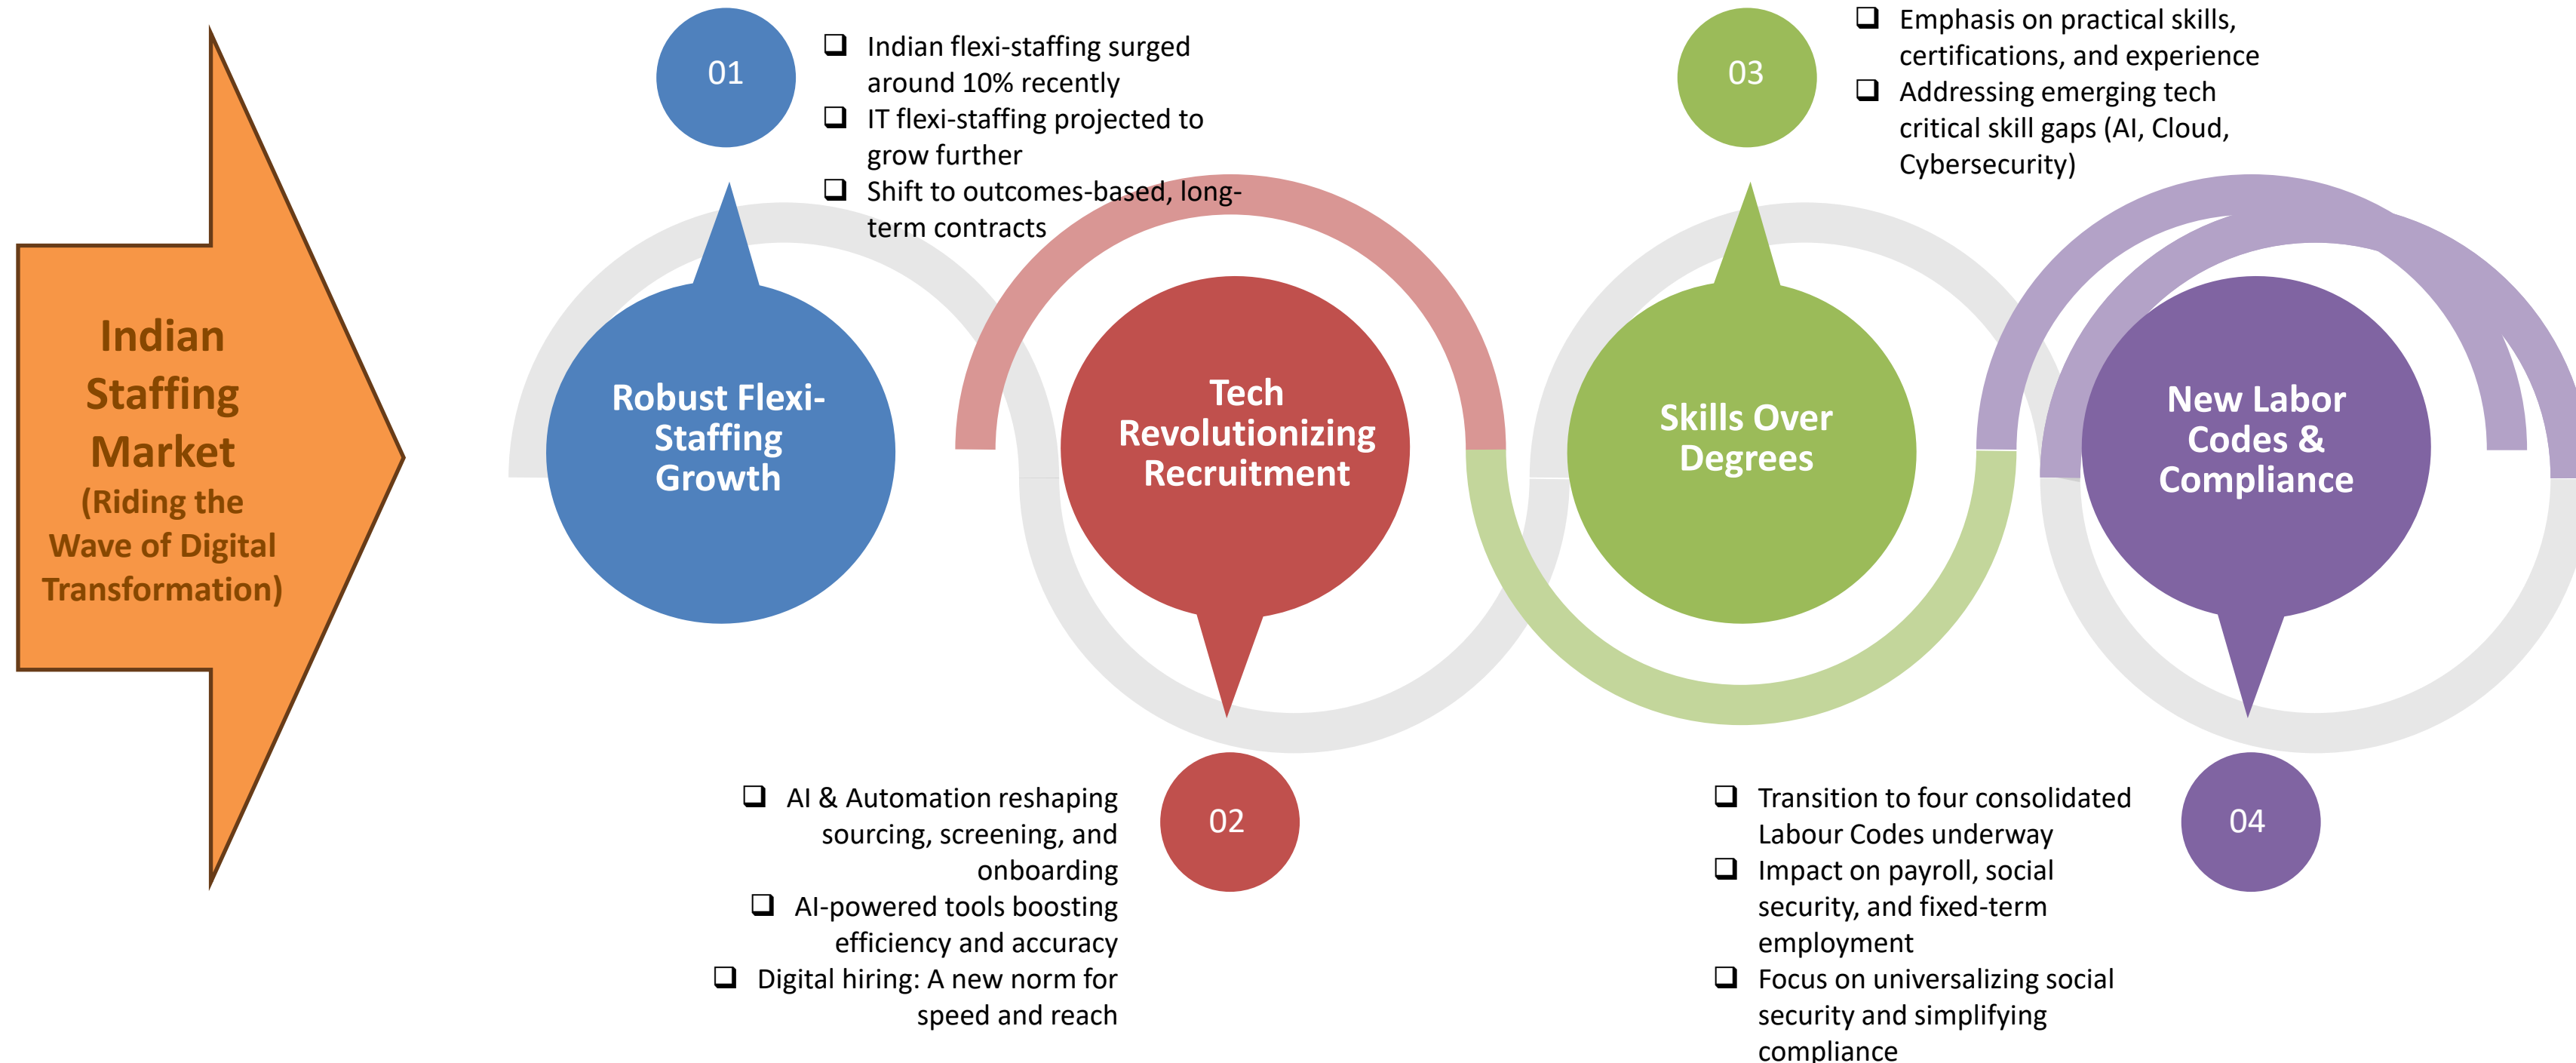 Indian
Staffing
Market
(Riding the
Wave of Digital
Transformation)
01
❑ Indian flexi-staffing surged
around 10% recently
❑ IT flexi-staffing projected to
grow further
❑ Shift to outcomes-based, long-
term contracts
Robust Flexi-
Staffing
Growth
Tech
Revolutionizing
Recruitment
02
❑ AI & Automation reshaping
sourcing, screening, and
onboarding
❑ AI-powered tools boosting
efficiency and accuracy
❑ Digital hiring: A new norm for
speed and reach
03
❑ Emphasis on practical skills,
certifications, and experience
❑ Addressing emerging tech
critical skill gaps (AI, Cloud,
Cybersecurity)
Skills Over
Degrees
New Labor
Codes &
Compliance
04
❑ Transition to four consolidated
Labour Codes underway
❑ Impact on payroll, social
security, and fixed-term
employment
❑ Focus on universalizing social
security and simplifying
compliance